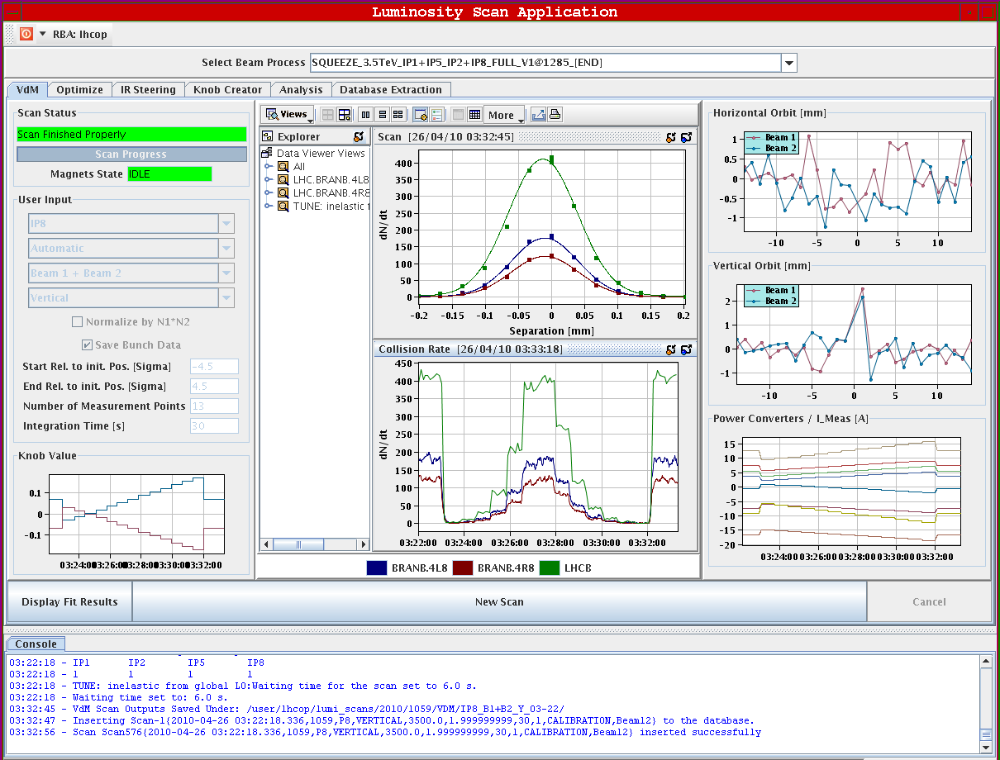 Luminosity Scan Application
RBA: lhcop
Select Beam Process SQUEEZE_3.5TeV_IP1+IP5_IP2+IP8_FULL_V1@1285_[END]
VdM Optimize IR Steering Knob Creator Analysis Database Extraction
Scan Status
Scan Finished Properly
Scan Progress
Magnets State IDLE
User Input
IP8
Automatic
Beam 1 + Beam 2
Vertical
Normalize by N1*N2
Save Bunch Data
Start Rel. to init. Pos. [Sigma] -4.5
End Rel. to init. Pos. [Sigma] 4.5
Number of Measurement Points 13
Integration Time [s] 30
Knob Value
0.1
0
-0.1
03:24:00 03:26:00 03:28:00 03:30:00 03:32:00
Views More
Explorer
Data Viewer Views
All
LHC.BRANB.4L8
LHC.BRANB.4R8
TUNE: inelastic
Scan [26/04/10 03:32:45]
dN/dt
400
350
300
250
200
150
100
50
0
-0.2 -0.15 -0.1 -0.05 0 0.05 0.1 0.15 0.2
Separation [mm]
Collision Rate [26/04/10 03:33:18]
dN/dt
450
400
350
300
250
200
150
100
50
0
03:22:00 03:24:00 03:26:00 03:28:00 03:30:00 03:32:00
BRANB.4L8 BRANB.4R8 LHCB
Horizontal Orbit [mm]
Beam 1
Beam 2
1
0.5
0
-0.5
-1
-10 -5 0 5 10
Vertical Orbit [mm]
Beam 1
Beam 2
2
1
0
-1
-10 -5 0 5 10
Power Converters / I_Meas [A]
15
10
5
0
-5
-10
-15
-20
03:24:00 03:26:00 03:28:00 03:30:00 03:32:00
Display Fit Results New Scan Cancel
Console
03:22:18 - IP1 IP2 IP5 IP8
03:22:18 - 1 1 1 1
03:22:18 - TUNE: inelastic from global L0:Waiting time for the scan set to 6.0 s.
03:22:18 - Waiting time set to: 6.0 s.
03:32:45 - VdM Scan Outputs Saved Under: /user/lhcop/lumi_scans/2010/1059/VDM/IP8_B1+B2_Y_03-22/
03:32:47 - Inserting Scan-1{2010-04-26 03:22:18.336,1059,P8,VERTICAL,3500.0,1.999999999,30,1,CALIBRATION,Beam12} to the database.
03:32:56 - Scan Scan576{2010-04-26 03:22:18.336,1059,P8,VERTICAL,3500.0,1.999999999,30,1,CALIBRATION,Beam12} inserted successfully